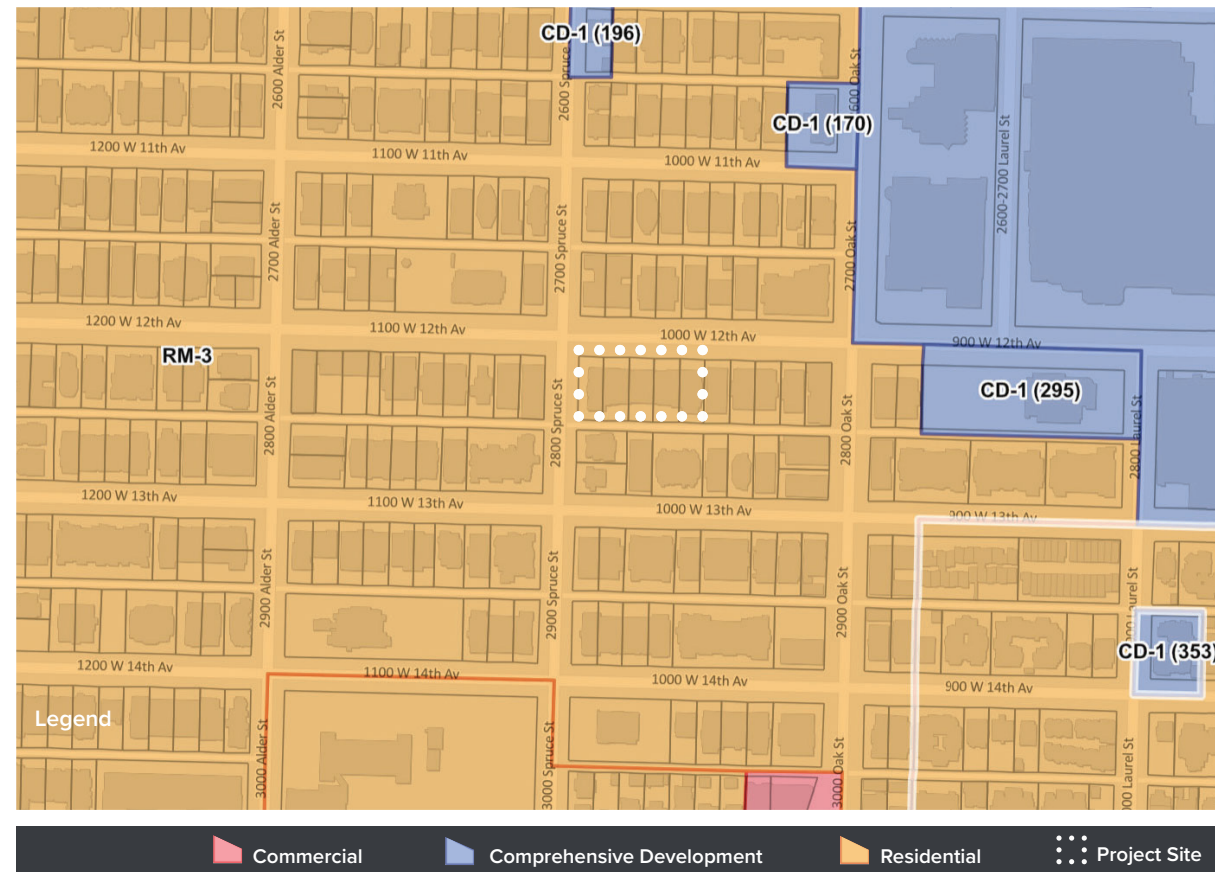 CD-1 (196)
2600 Alder St
2600 Spruce
2600 Oak St
CD-1 (170)
1200 W 11th Av
1100 W 11th Av
1000 W 11th Av
2600-2700 Laurel St
2700 Alder St
2700 Spruce St
2700 Oak St
1200 W 12th Av
1100 W 12th Av
1000 W 12th Av
900 W 12th Av
RM-3
CD-1 (295)
2800 Alder St
2800 Spruce St
2800 Oak St
2800 Laurel St
1200 W 13th Av
1100 W 13th Av
1000 W 13th Av
900 W 13th Av
2900 Alder St
2900 Spruce St
2900 Oak St
Laurel St
CD-1 (353)
1200 W 14th Av
1100 W 14th Av
1000 W 14th Av
900 W 14th Av
Legend
3000 Alder St
3000 Spruce St
3000 Oak St
00 Laurel St
Commercial
Comprehensive Development
Residential
Project Site